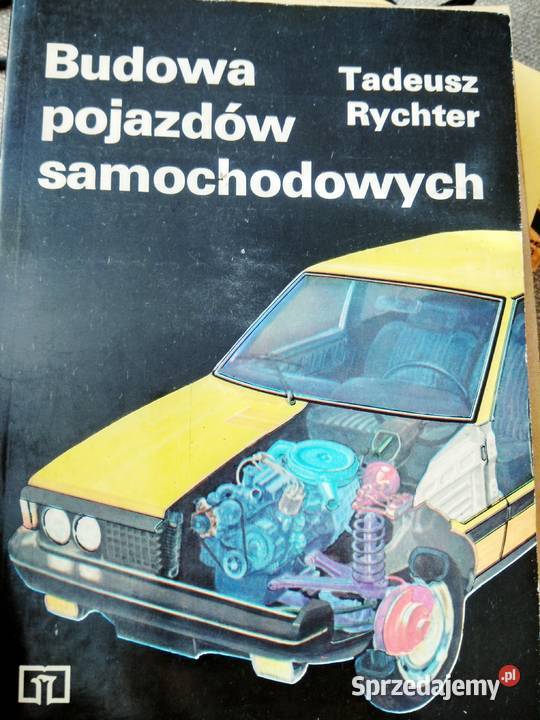 Budowa
pojazdów
samochodowych
Tadeusz
Rychter
Sprzedajemy.pl